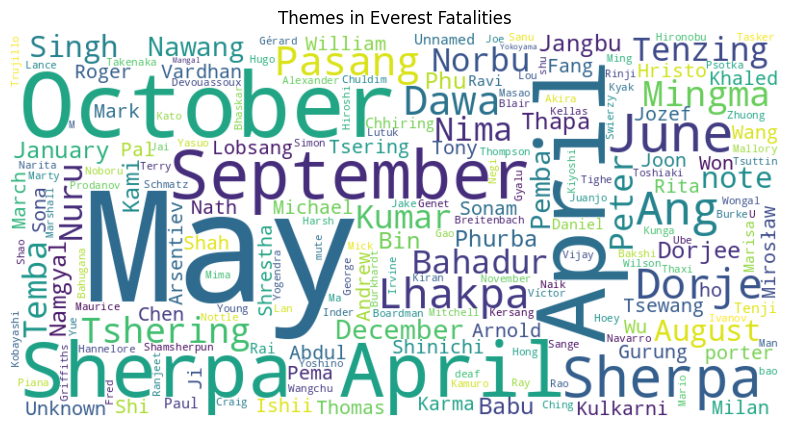 Themes in Everest Fatalities
Trujillo
Lance
Singh
Takenaka
Nawang
Mangal
Gérard
Hugo
William
Unnamed
Joe
Sanu
Yokoyama
Jangbu
Ming
Hironobu
Tasker
Tenzing
Roger
Devouassoux
Alexander
Chuldim
Pasang
Norbu
Lou
Fang
shu
Rinji
Hristo
Psotka
October
Mark
Kato
Vardhan
Bhaskar
Hiroshi
Phu
Ravi
Masao
Akira
Kyak
Swierzy
Khaled
M
Jai
Yasuo
Lutuk
Dawa
Blair
Kellas
Mingma
Zhuong
January
Pal
Lobsang
Simon
Chhiring
Tsering
Tony
Nima
Thompson
Thapa
Jozef
June
Wang
Mallory
Narita
Marty
Noboru
Prodanov
Terry
Schmatz
September
Negi
Gyalu
Pemba
Kiyoshi
Tighe
Joon
Toshiaki
Won
Tsuttin
March
Sona
Marshall
Nuru
Kami
Nath
Michael
Jake
Genet
Sonam
Breitenbach
Juanjo
Peter
Rita
note
Wongal
Burke
U
Shao
Temba
Namgyal
Bahugana
Arsentiev
Shah
Shrestha
Harsh
Kumar
Mick
Bin
Gao
Phurba
April
Daniel
Ang
Kunga
Dorjee
Marisa
Mirosław
May
Mima
Yogendra
mute
Andrew
Burkhardt
Irvine
Bahadur
Vijay
Ube
Bakshi
Wilson
Thaxi
Kobayashi
Yue
Maurice
Young
Lan
George
Ma
Kiran
November
Naik
Dorje
ho
Tenji
Chen
Nottle
Inder
Boardman
Lhakpa
Kersang
Victor
Hoey
Tsewang
Ivanov
Tshering
December
Mitchell
Arnold
Sange
Navarro
Wu
August
Man
Griffiths
Hannelore
Shamsherpun
Rai
Abdul
Yoshino
Shinichi
Hong
Gurung
porter
bao
Piana
Fred
Sherpa
Ranjeet
Ji
Pema
Wangchu
April
deaf
Kamuro
Ray
Rao
Sherpa
Mario
Unknown
Shi
Paul
Craig
Ishii
Thomas
Karma
Babu
Ching
Kulkarni
Milan